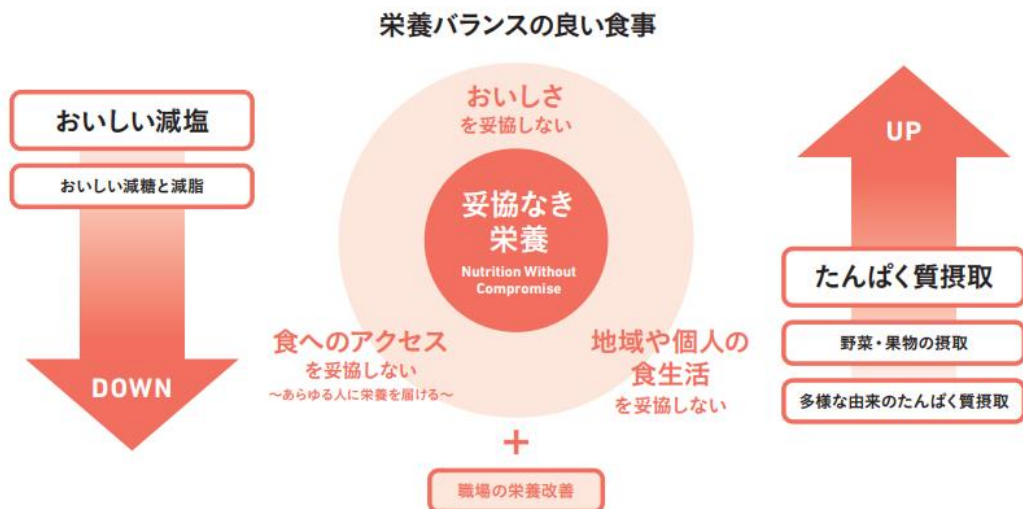 栄養バランスの良い食事
おいしい減塩
おいしい減糖と減脂
DOWN
おいしさ
を妥協しない
妥協なき
栄養
Nutrition Without
Compromise
食へのアクセス
を妥協しない
〜あらゆる人に栄養を届ける〜
地域や個人の
食生活
を妥協しない
+
職場の栄養改善
UP
たんぱく質摂取
野菜・果物の摂取
多様な由来のたんぱく質摂取